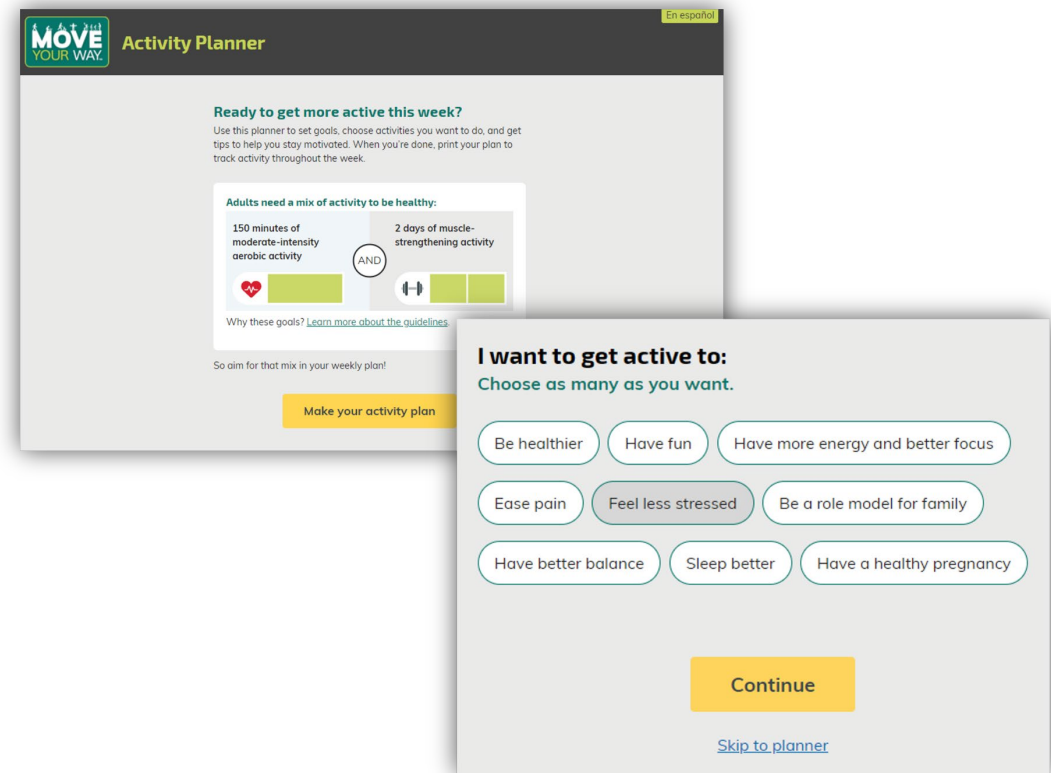 En español
MOVE
YOUR WAY.
Activity Planner
Ready to get more active this week?
Use this planner to set goals, choose activities you want to do, and get
tips to help you stay motivated. When you're done, print your plan to
track activity throughout the week.
Adults need a mix of activity to be healthy:
150 minutes of
moderate-intensity
aerobic activity
AND
2 days of muscle-
strengthening activity
Why these goals? Learn more about the guidelines.
So aim for that mix in your weekly plan!
Make your activity plan
I want to get active to:
Choose as many as you want.
Be healthier
Have fun
Have more energy and better focus
Ease pain
Feel less stressed
Be a role model for family
Have better balance
Sleep better
Have a healthy pregnancy
Continue
Skip to planner